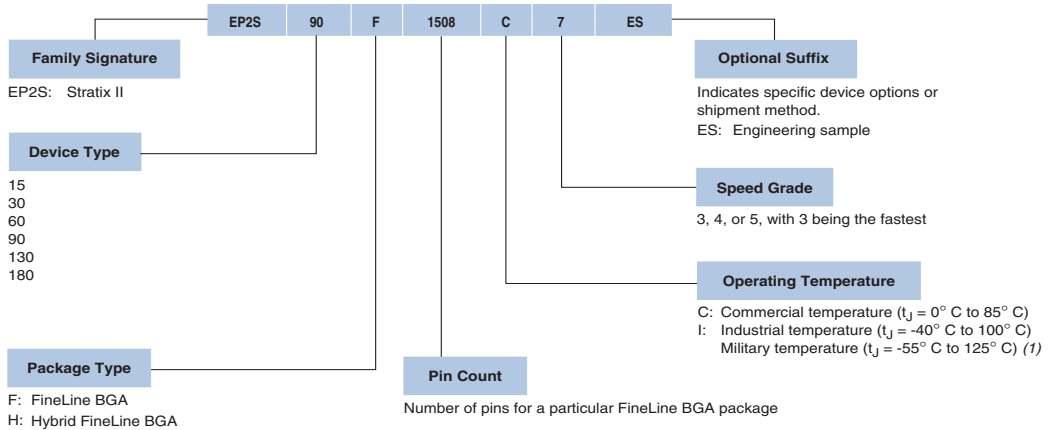 EP2S 90 F 1508 C 7 ES
Family Signature
EP2S: Stratix II
Optional Suffix
Indicates specific device options or
shipment method.
ES: Engineering sample
Device Type
15
30
60
90
130
180
Speed Grade
3, 4, or 5, with 3 being the fastest
Operating Temperature
C: Commercial temperature (tJ = 0° C to 85° C)
I: Industrial temperature (tJ = -40° C to 100° C)
Military temperature (tJ = -55° C to 125° C) (1)
Package Type
F: FineLine BGA
H: Hybrid FineLine BGA
Pin Count
Number of pins for a particular FineLine BGA package